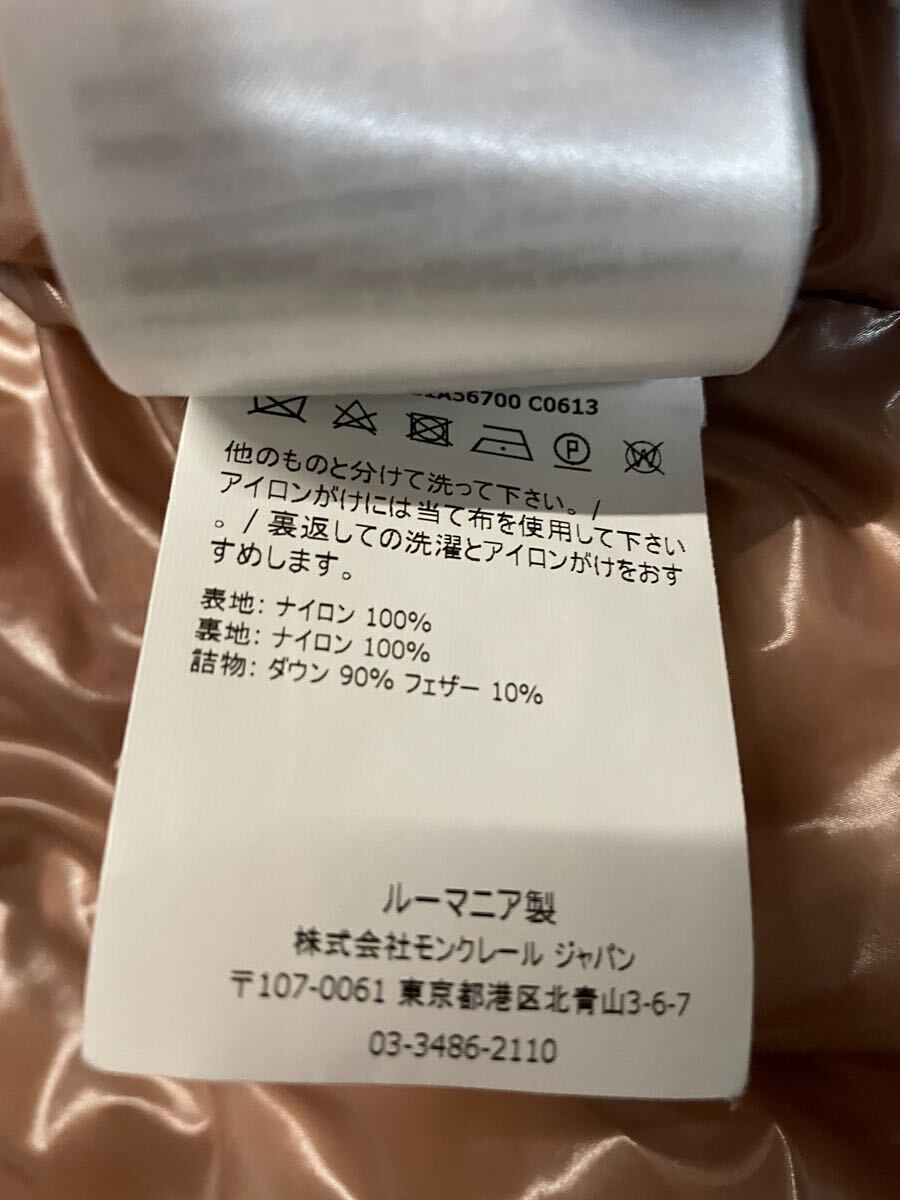 A56700 C0613
P
W
他のものと分けて洗って下さい。/
アイロンがけには当て布を使用して下さい
。/ 裏返しての洗濯とアイロンがけをおす
すめします。
表地: ナイロン 100%
裏地: ナイロン 100%
詰物: ダウン 90% フェザー 10%
ルーマニア製
株式会社モンクレール ジャパン
〒107-0061 東京都港区北青山3-6-7
03-3486-2110